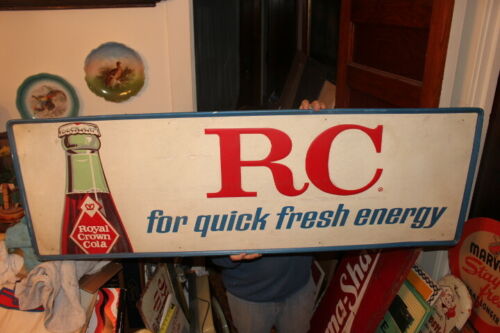 RC
for quick fresh energy
Royal
Crown
Cola